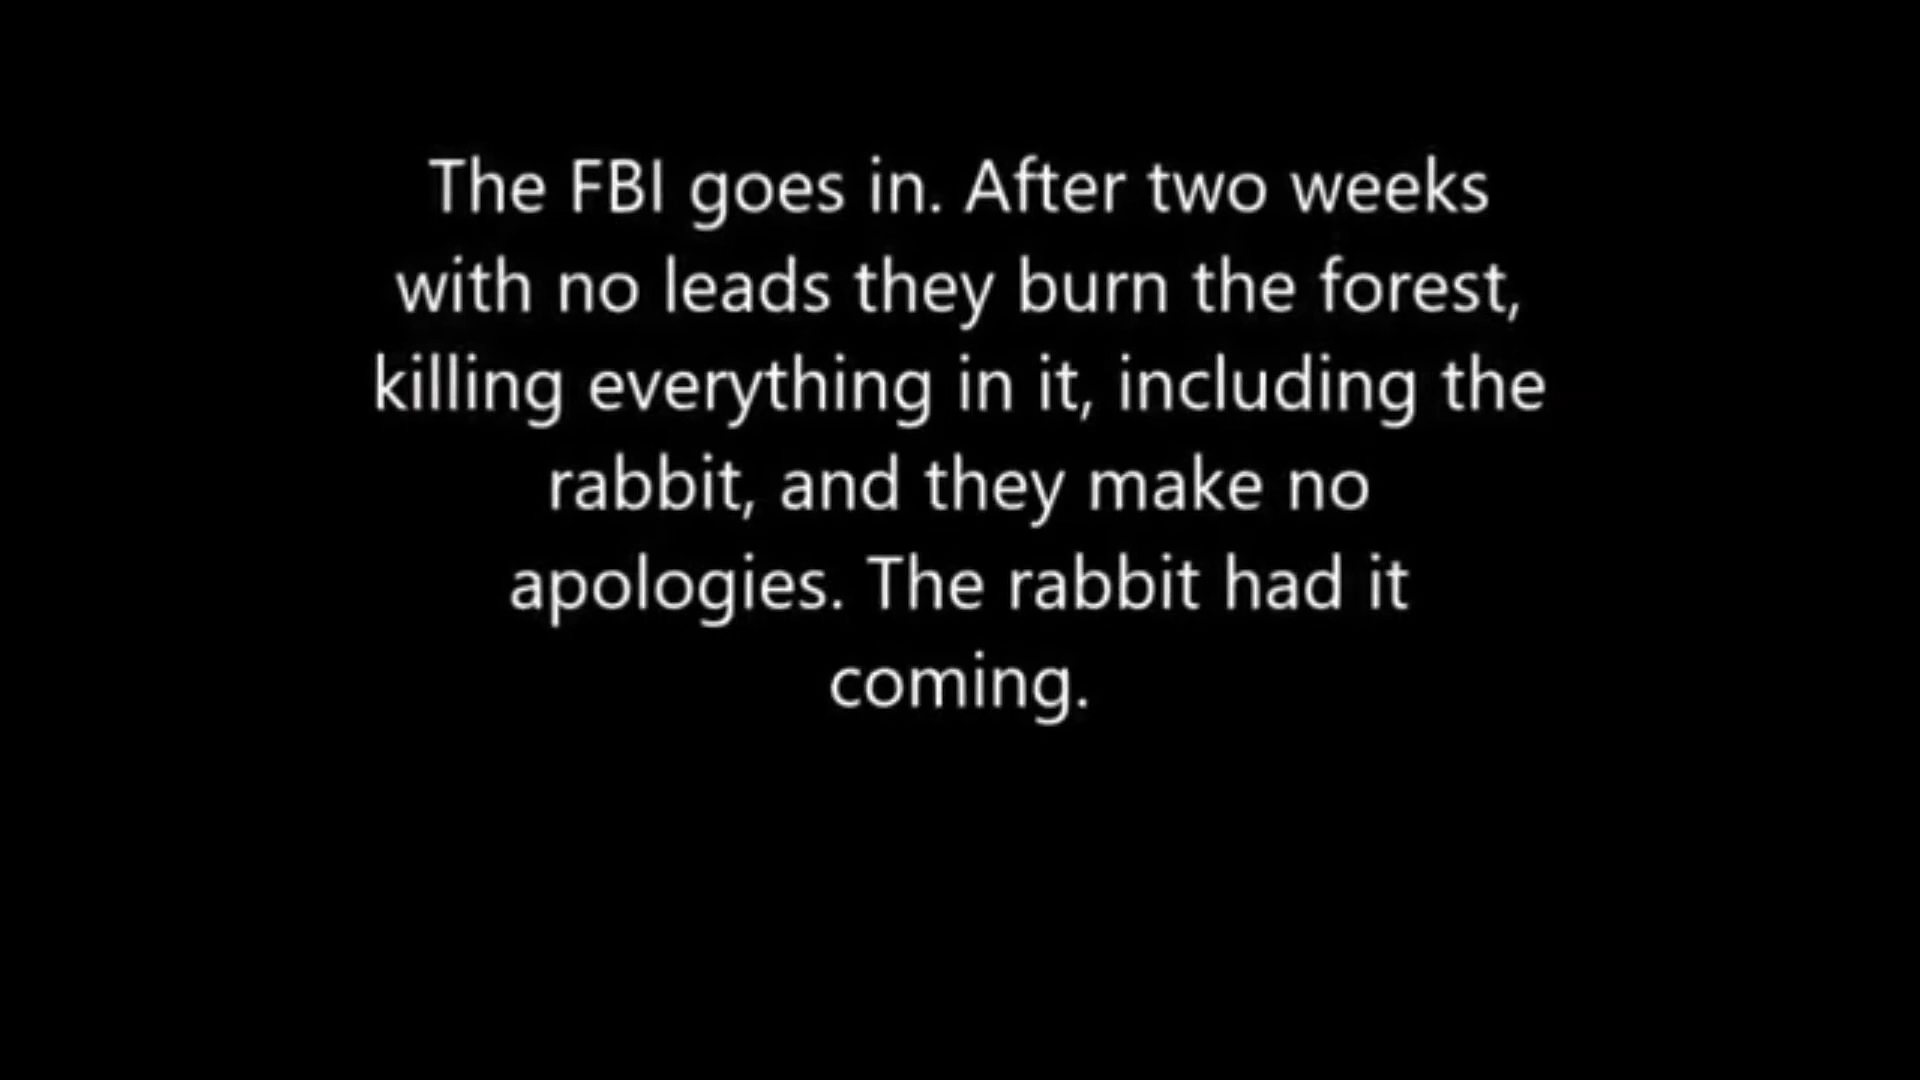 The FBI goes in. After two weeks
with no leads they burn the forest,
killing everything in it, including the
rabbit, and they make no
apologies. The rabbit had it
coming.